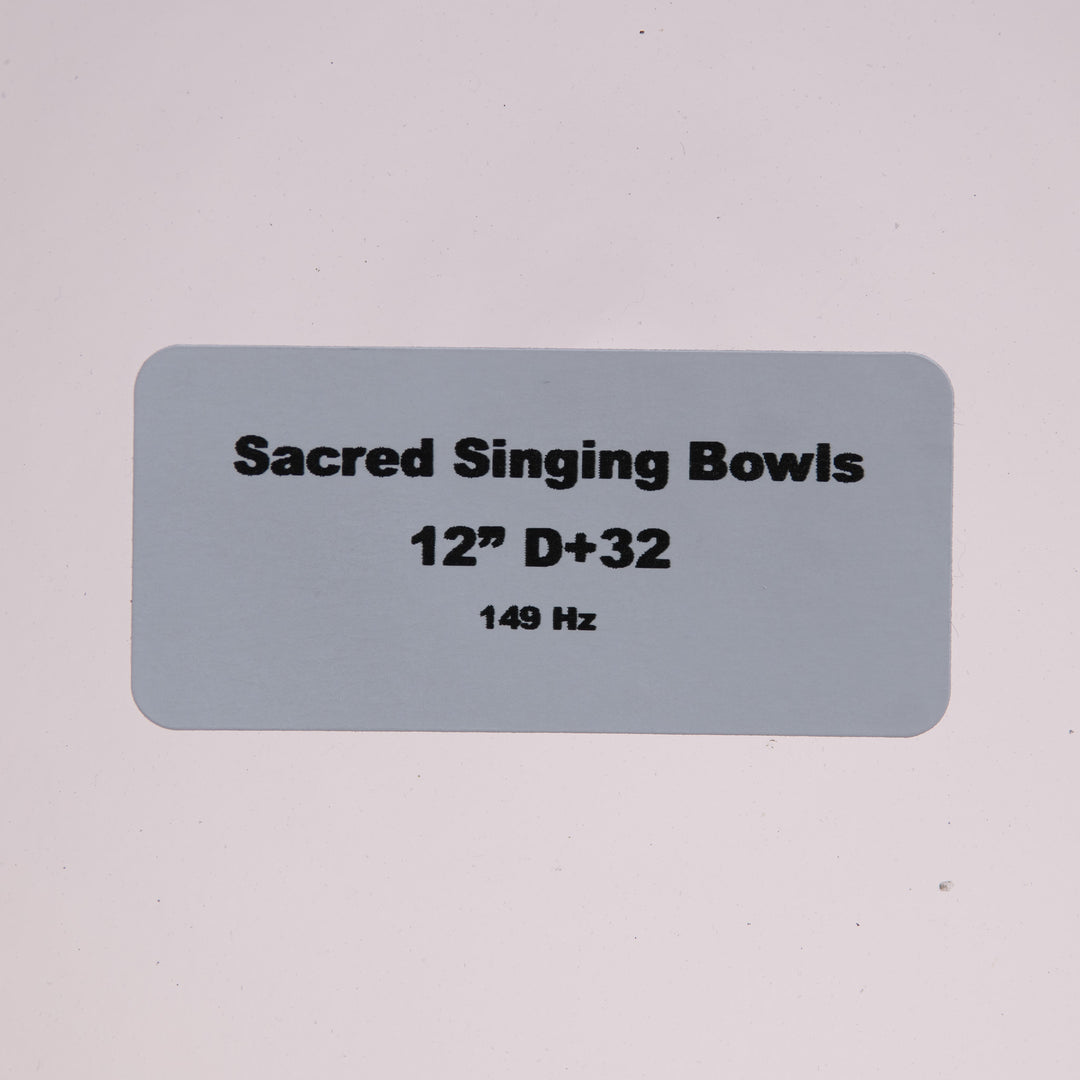 Sacred Singing Bowls
12” D+32
149 Hz